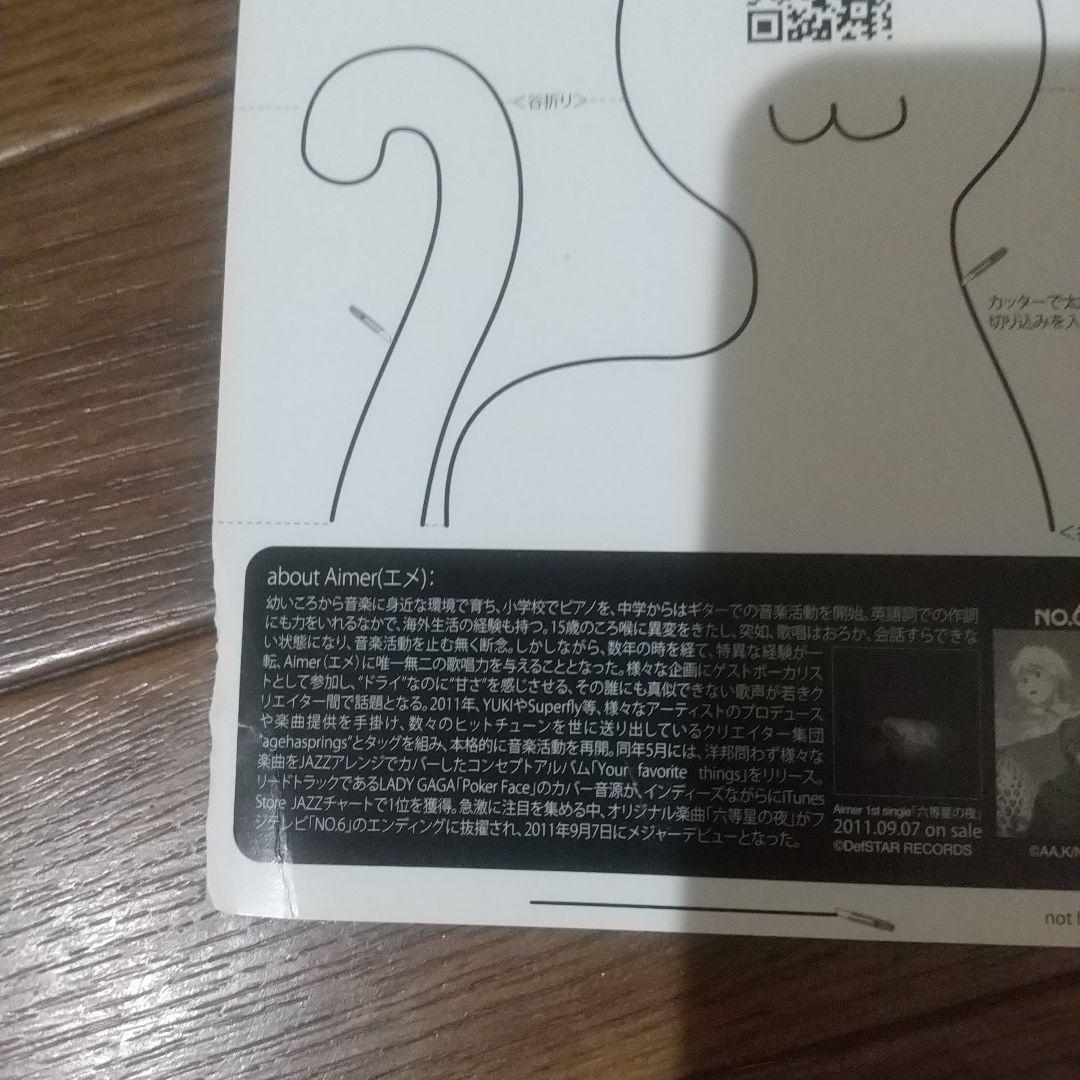 ＜谷折り＞
カッターで太
切り込みを入
about Aimer(エメ):
幼いころから音楽に身近な環境で育ち、小学校でピアノを、中学からはギターでの音楽活動を開始。英語詞での作詞
にも力をいれるなかで、海外生活の経験も持つ。15歳のころ喉に異変をきたし、突如、歌唱はおろか、会話すらできな
い状態になり、音楽活動を止む無く断念。しかしながら、数年の時を経て、特異な経験が一
転、Aimer（エメ）に唯一無二の歌唱力を与えることとなった。様々な企画にゲストボーカリス
トとして参加し、“ドライ”なのに“甘さ”を感じさせる、その誰にも真似できない歌声が若きク
リエイター間で話題となる。2011年、YUKIやSuperfly等、様々なアーティストのプロデュース
や楽曲提供を手掛け、数々のヒットチューンを世に送り出しているクリエイター集団
“agehasprings”とタッグを組み、本格的に音楽活動を再開。同年5月には、洋邦問わず様々な
楽曲をJAZZアレンジでカバーしたコンセプトアルバム「Your favorite things」をリリース。
リードトラックであるLADY GAGA「Poker Face」のカバー音源が、インディーズながらにiTunes
Store JAZZチャートで1位を獲得。急激に注目を集める中、オリジナル楽曲「六等星の夜」がフ
ジテレビ「NO.6」のエンディングに抜擢され、2011年9月7日にメジャーデビューとなった。
NO.6
Aimer 1st single"六等星の夜"
2011.09.07 on sale
©DefSTAR RECORDS
©AA.K/N
not f